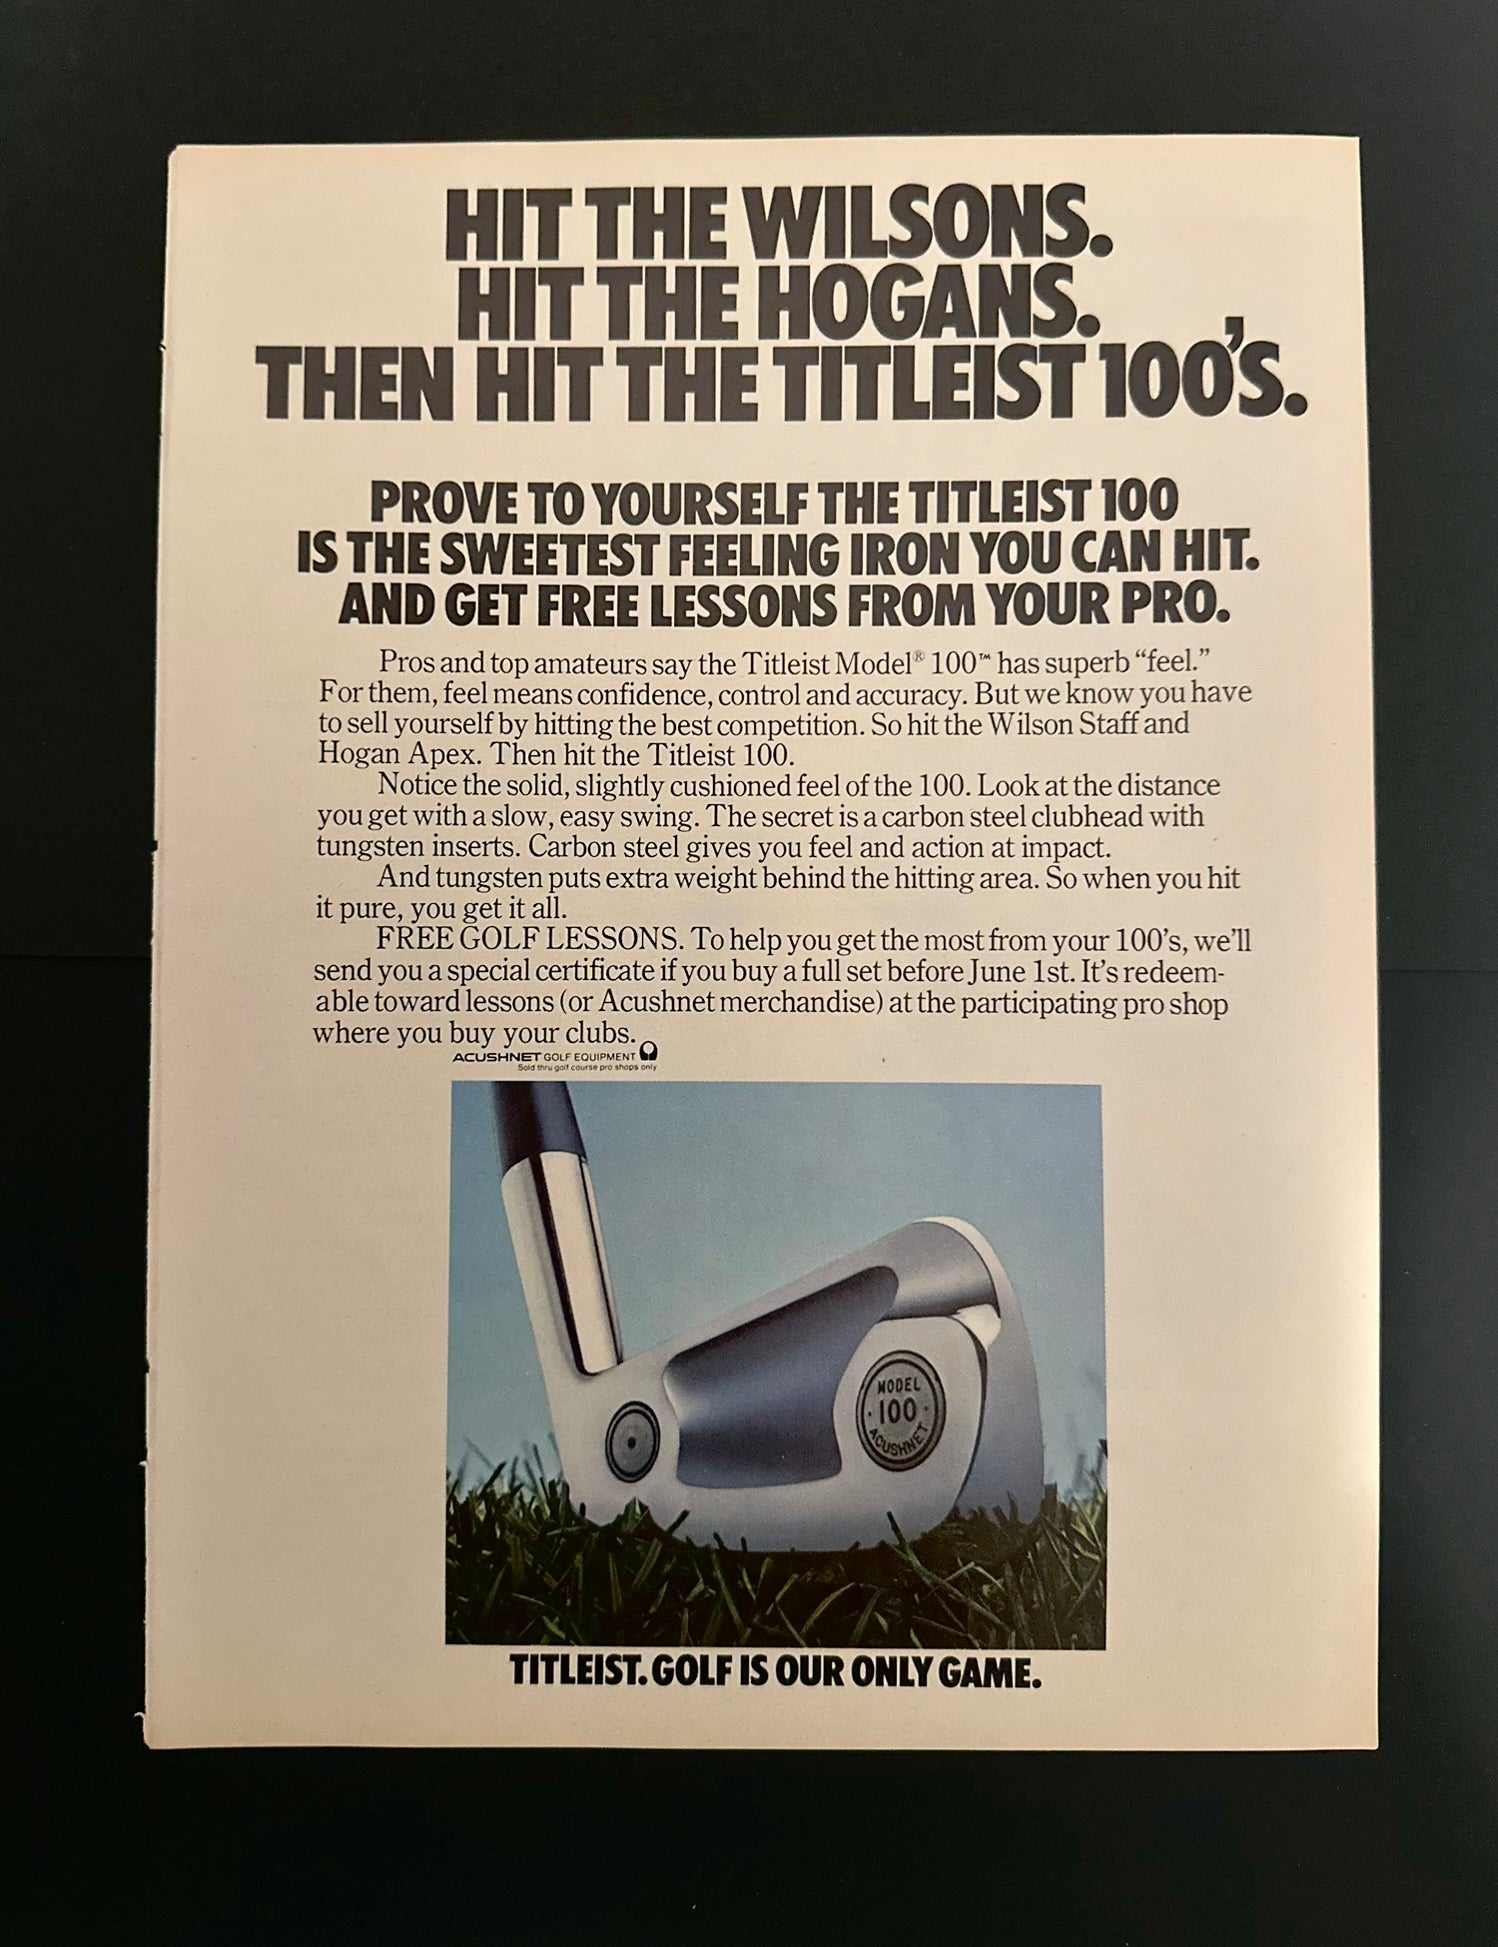 HIT THE WILSONS.
HIT THE HOGANS.
THEN HIT THE TITLEIST 100'S.
PROVE TO YOURSELF THE TITLEIST 100
IS THE SWEETEST FEELING IRON YOU CAN HIT.
AND GET FREE LESSONS FROM YOUR PRO.
Pros and top amateurs say the Titleist Model® 100™ has superb “feel.”
For them, feel means confidence, control and accuracy. But we know you have
to sell yourself by hitting the best competition. So hit the Wilson Staff and
Hogan Apex. Then hit the Titleist 100.
Notice the solid, slightly cushioned feel of the 100. Look at the distance
you get with a slow, easy swing. The secret is a carbon steel clubhead with
tungsten inserts. Carbon steel gives you feel and action at impact.
And tungsten puts extra weight behind the hitting area. So when you hit
it pure, you get it all.
FREE GOLF LESSONS. To help you get the most from your 100's, we'll
send you a special certificate if you buy a full set before June 1st. It's redeem-
able toward lessons (or Acushnet merchandise) at the participating pro shop
where you buy your clubs.
ACUSHNET GOLF EQUIPMENT
Sold thru golf course pro shops only
MODEL
100
ACUSHNET
TITLEIST. GOLF IS OUR ONLY GAME.